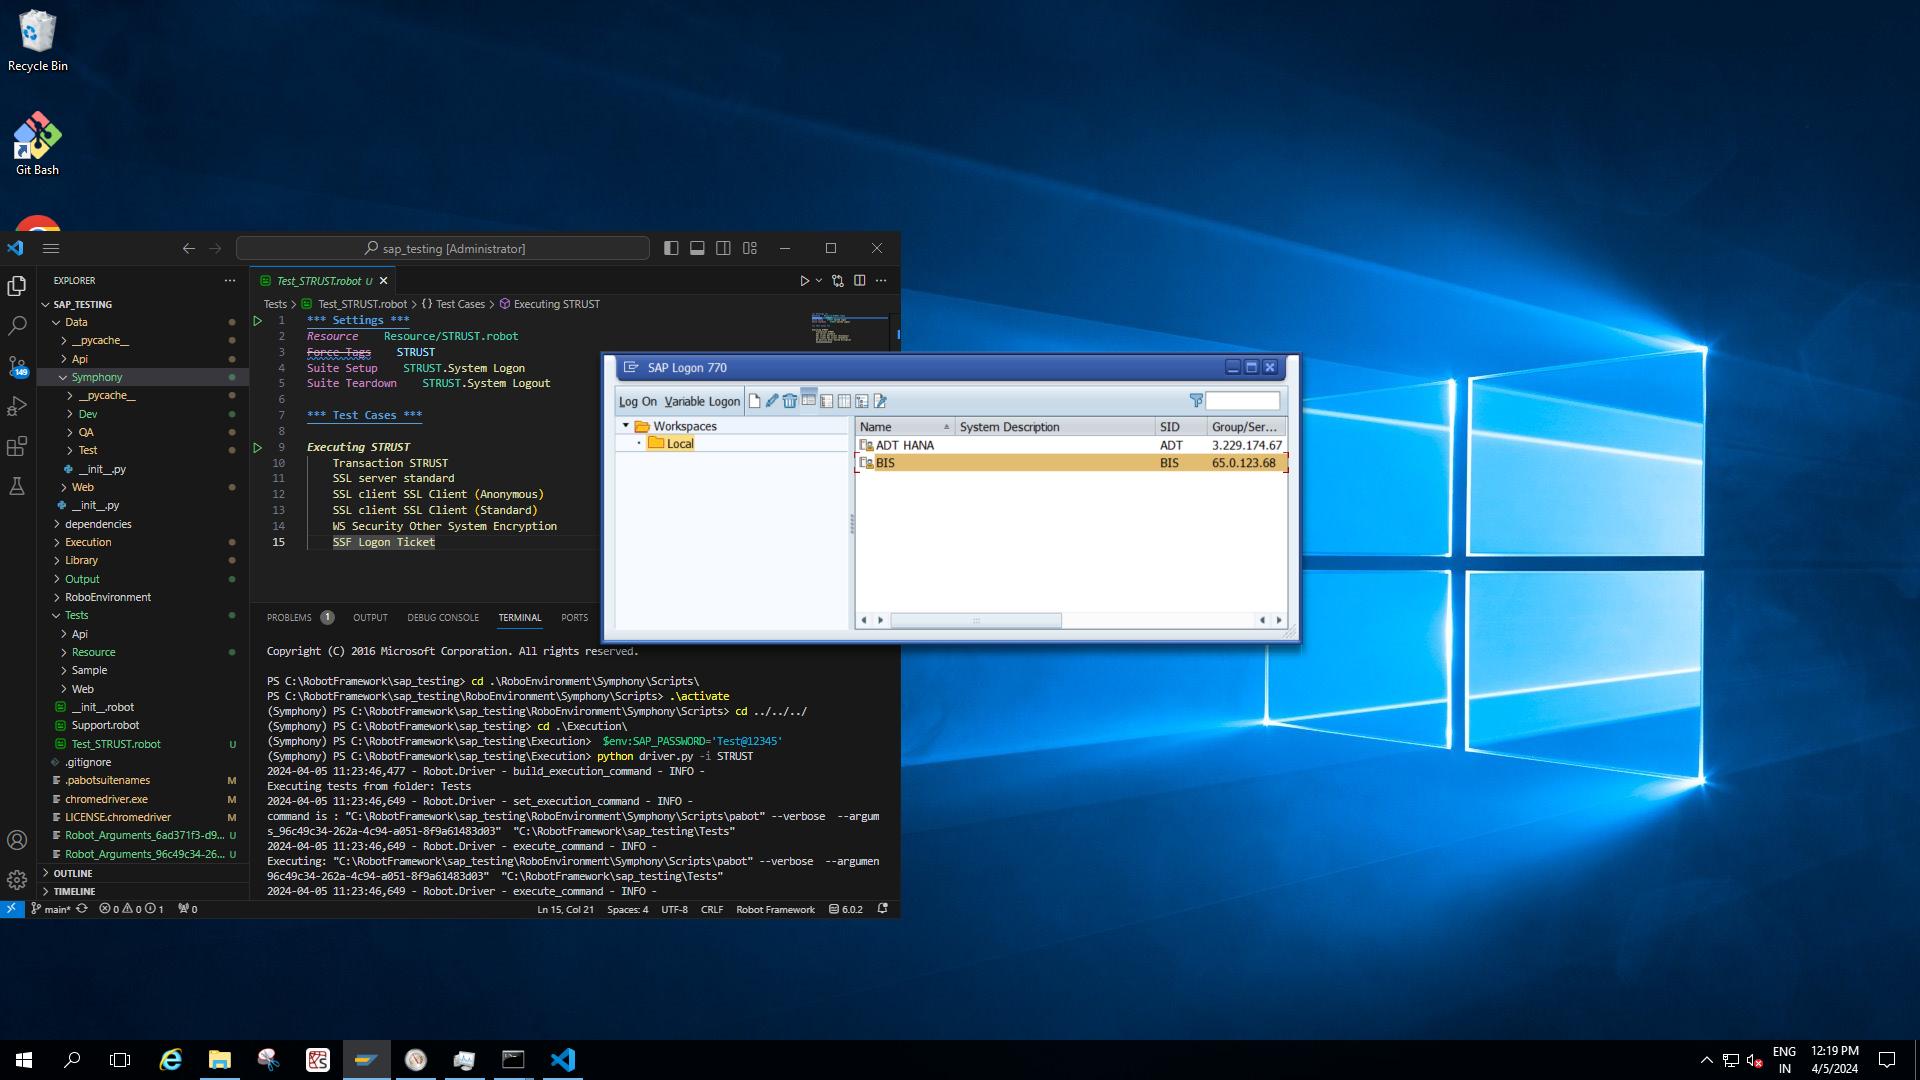 Recycle Bin
Git Bash
sap_testing [Administrator]
EXPLORER
SAP_TESTING
Data
__pycache__
Api
Symphony
__pycache__
Dev
QA
Test
__init__.py
Web
__init__.py
dependencies
Execution
Library
Output
RoboEnvironment
Tests
Api
Resource
Sample
Web
__init__.robot
Support.robot
Test_STRUST.robot U
.gitignore
.pabotsuitenames M
chromedriver.exe M
LICENSE.chromedriver M
Robot_Arguments_6ad371f3-d9... U
Robot_Arguments_96c49c34-26... U
OUTLINE
TIMELINE
149
Test_STRUST.robot U
Tests > Test_STRUST.robot > {} Test Cases > Executing STRUST
1 *** Settings ***
2 Resource Resource/STRUST.robot
3 Force Tags STRUST
4 Suite Setup STRUST.System Logon
5 Suite Teardown STRUST.System Logout
6
7 *** Test Cases ***
8
9 Executing STRUST
10 Transaction STRUST
11 SSL server standard
12 SSL client SSL Client (Anonymous)
13 SSL client SSL Client (Standard)
14 WS Security Other System Encryption
15 SSF Logon Ticket
PROBLEMS 1 OUTPUT DEBUG CONSOLE TERMINAL PORTS
Copyright (C) 2016 Microsoft Corporation. All rights reserved.
PS C:\RobotFramework\sap_testing> cd .\RoboEnvironment\Symphony\Scripts\
PS C:\RobotFramework\sap_testing\RoboEnvironment\Symphony\Scripts> .\activate
(Symphony) PS C:\RobotFramework\sap_testing\RoboEnvironment\Symphony\Scripts> cd ../../../
(Symphony) PS C:\RobotFramework\sap_testing> cd .\Execution\
(Symphony) PS C:\RobotFramework\sap_testing\Execution> $env:SAP_PASSWORD='Test@12345'
(Symphony) PS C:\RobotFramework\sap_testing\Execution> python driver.py -i STRUST
2024-04-05 11:23:46,477 - Robot.Driver - build_execution_command - INFO -
Executing tests from folder: Tests
2024-04-05 11:23:46,649 - Robot.Driver - set_execution_command - INFO -
command is : "C:\RobotFramework\sap_testing\RoboEnvironment\Symphony\Scripts\pabot" --verbose --argum
s_96c49c34-262a-4c94-a051-8f9a61483d03" "C:\RobotFramework\sap_testing\Tests"
2024-04-05 11:23:46,649 - Robot.Driver - execute_command - INFO -
Executing: "C:\RobotFramework\sap_testing\RoboEnvironment\Symphony\Scripts\pabot" --verbose --argumen
96c49c34-262a-4c94-a051-8f9a61483d03" "C:\RobotFramework\sap_testing\Tests"
2024-04-05 11:23:46,649 - Robot.Driver - execute_command - INFO -
main* 0 0 1 0 Ln 15, Col 21 Spaces: 4 UTF-8 CRLF Robot Framework 6.0.2
SAP Logon 770
Log On Variable Logon
Workspaces
Local
Name System Description SID Group/Ser...
ADT HANA ADT 3.229.174.67
BIS BIS 65.0.123.68
ENG
IN
12:19 PM
4/5/2024